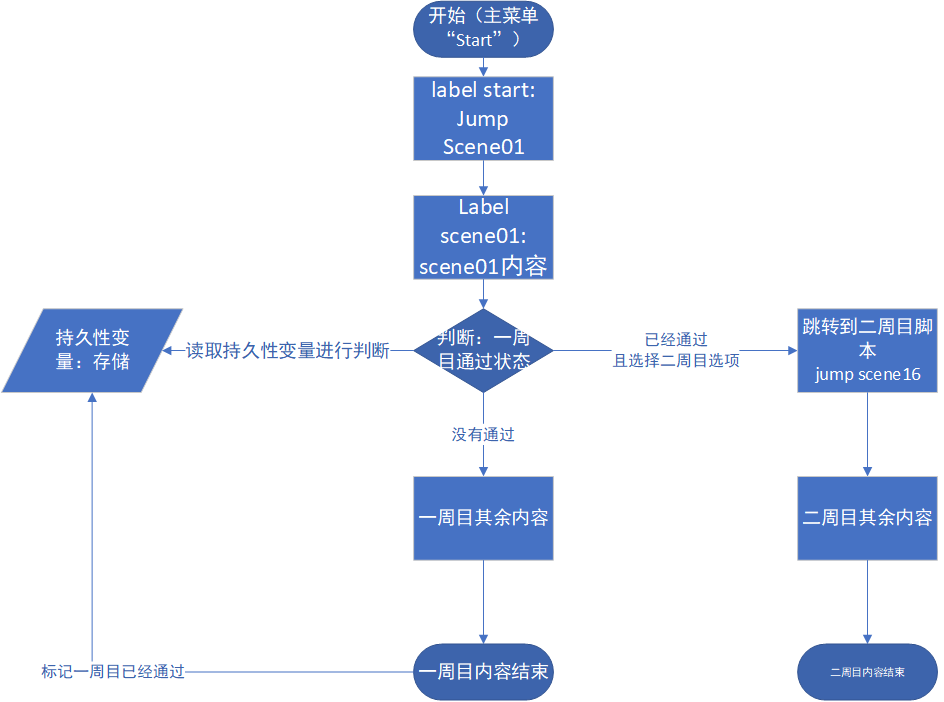 开始（主菜单
“Start”）
label start:
Jump
Scene01
Label
scene01:
scene01内容
持久性变
量：存储
读取持久性变量进行判断
判断：一周
目通过状态
已经通过
且选择二周目选项
跳转到二周目脚
本
jump scene16
没有通过
一周目其余内容
二周目其余内容
标记一周目已经通过
一周目内容结束
二周目内容结束